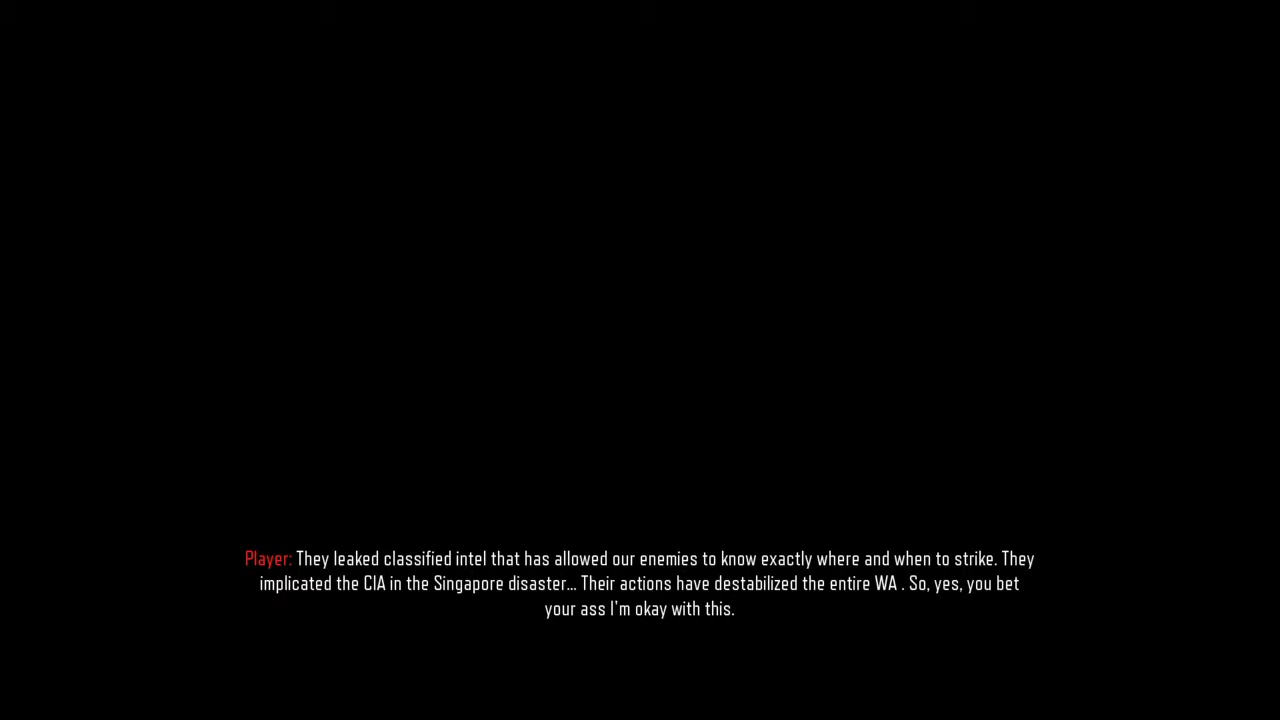 Player: They leaked classified intel that has allowed our enemies to know exactly where and when to strike. They
implicated the CIA in the Singapore disaster... Their actions have destabilized the entire WA . So, yes, you bet
your ass I'm okay with this.